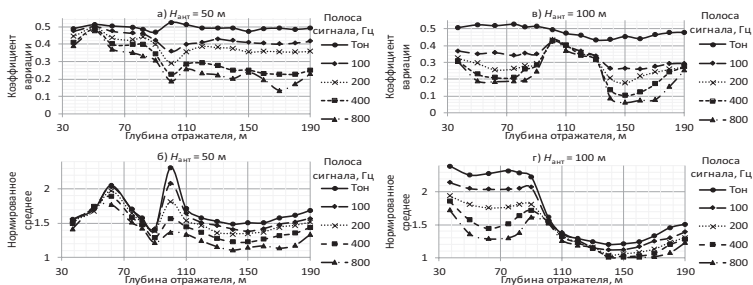 а) Hант = 50 м
Коэффициент вариации
0.5
0.4
0.3
0.2
0.1
0
30
70
110
150
190
Глубина отражателя, м
Полоса сигнала, Гц
Тон
100
200
400
800
в) Hант = 100 м
Коэффициент вариации
0.4
0.3
0.2
0.1
0
30
70
110
150
190
Глубина отражателя, м
Полоса сигнала, Гц
Тон
100
200
400
800
б) Hант = 50 м
Нормированное среднее
2
1.5
1
30
70
110
150
190
Глубина отражателя, м
Полоса сигнала, Гц
Тон
100
200
400
800
г) Hант = 100 м
Нормированное среднее
2
1.5
1
30
70
110
150
190
Глубина отражателя, м
Полоса сигнала, Гц
Тон
100
200
400
800